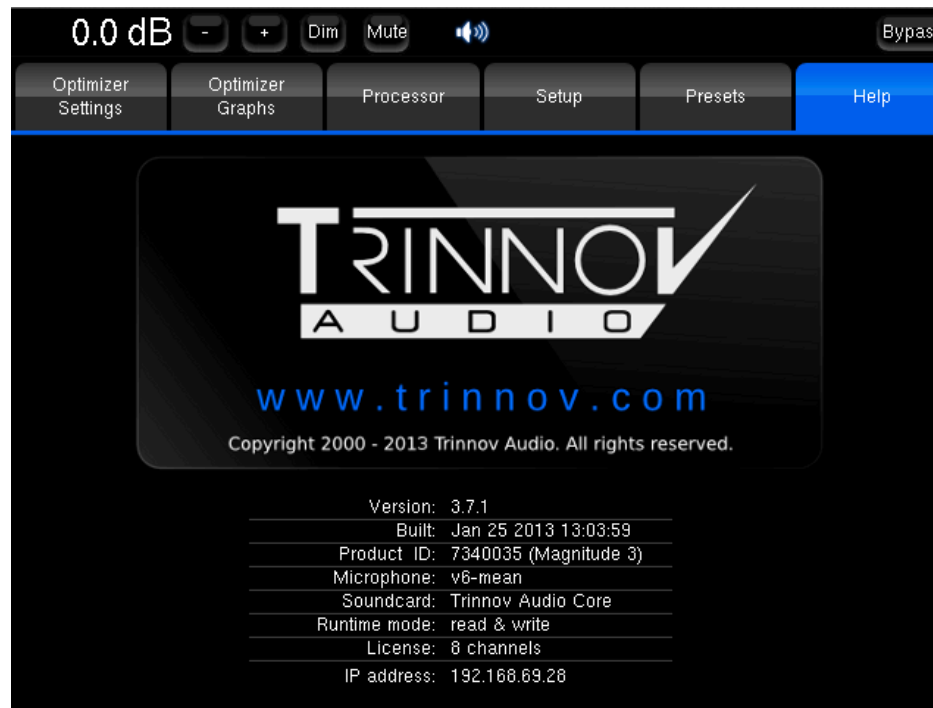 0.0 dB - + Dim Mute Bypas
Optimizer Settings Optimizer Graphs Processor Setup Presets Help
TRINNOV
AUDIO
www.trinnov.com
Copyright 2000 - 2013 Trinnov Audio. All rights reserved.
Version: 3.7.1
Built: Jan 25 2013 13:03:59
Product ID: 7340035 (Magnitude 3)
Microphone: v6-mean
Soundcard: Trinnov Audio Core
Runtime mode: read & write
License: 8 channels
IP address: 192.168.69.28